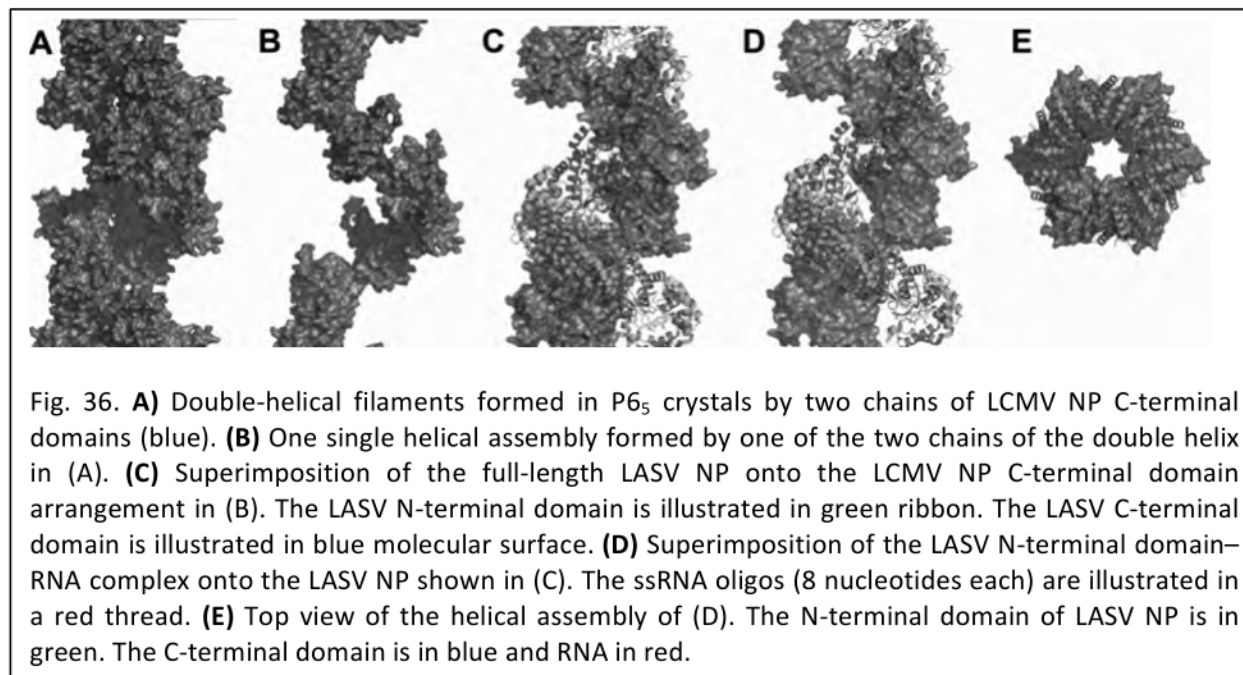 A B C D E
Fig. 36. A) Double-helical filaments formed in P6₅ crystals by two chains of LCMV NP C-terminal
domains (blue). (B) One single helical assembly formed by one of the two chains of the double helix
in (A). (C) Superimposition of the full-length LASV NP onto the LCMV NP C-terminal domain
arrangement in (B). The LASV N-terminal domain is illustrated in green ribbon. The LASV C-terminal
domain is illustrated in blue molecular surface. (D) Superimposition of the LASV N-terminal domain–
RNA complex onto the LASV NP shown in (C). The ssRNA oligos (8 nucleotides each) are illustrated in
a red thread. (E) Top view of the helical assembly of (D). The N-terminal domain of LASV NP is in
green. The C-terminal domain is in blue and RNA in red.